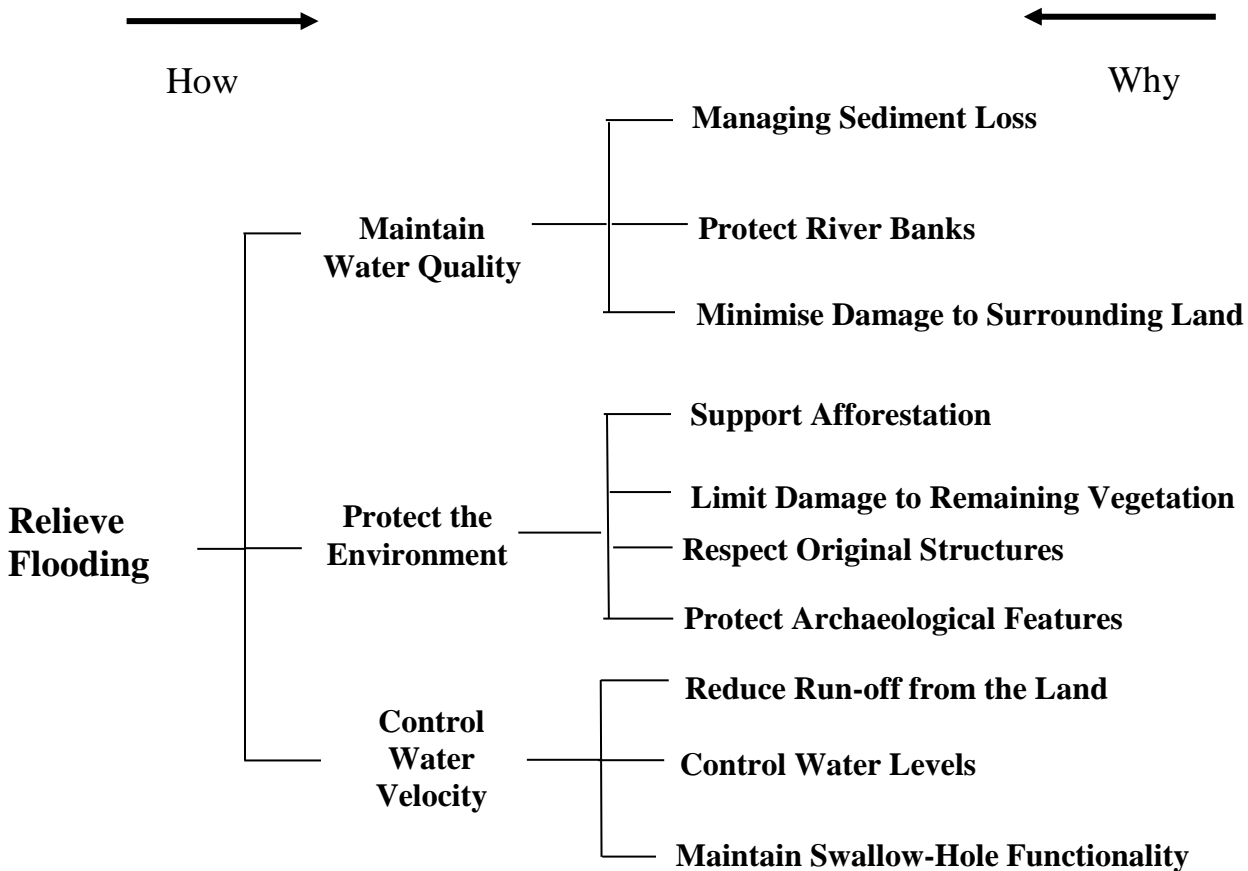 How
Why
Managing Sediment Loss
Maintain
Water Quality
Protect River Banks
Minimise Damage to Surrounding Land
Support Afforestation
Relieve
Flooding
Protect the
Environment
Limit Damage to Remaining Vegetation
Respect Original Structures
Protect Archaeological Features
Control
Water
Velocity
Reduce Run-off from the Land
Control Water Levels
Maintain Swallow-Hole Functionality